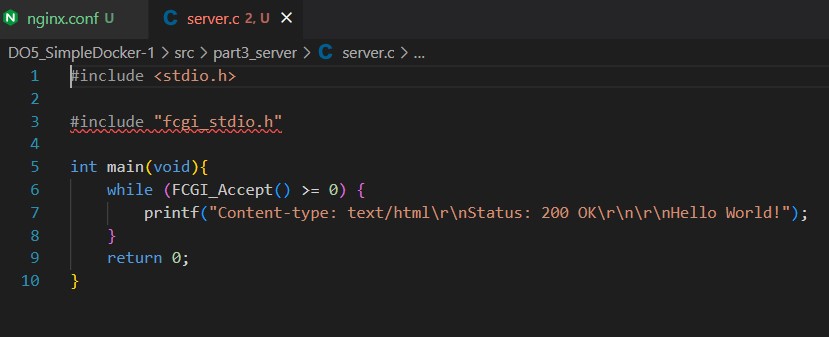 nginx.conf U server.c 2, U
DO5_SimpleDocker-1 > src > part3_server > server.c > ...
1 #include <stdio.h>
2
3 #include "fcgi_stdio.h"
4
5 int main(void){
6 while (FCGI_Accept() >= 0) {
7 printf("Content-type: text/html\r\nStatus: 200 OK\r\n\r\nHello World!");
8 }
9 return 0;
10 }